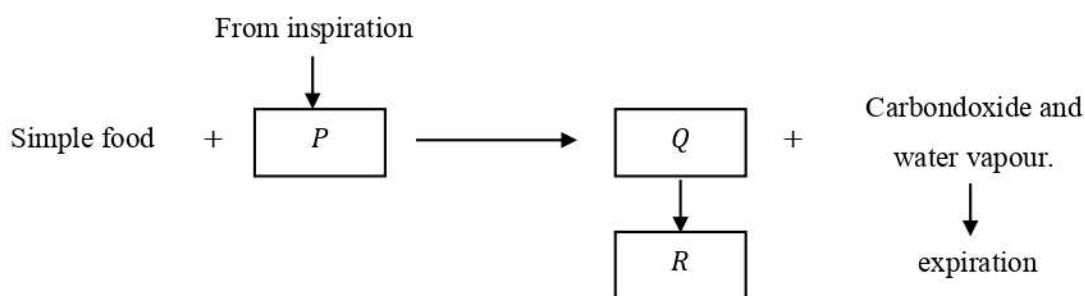 From inspiration
Simple food + P Q + Carbondoxide and
water vapour.
R expiration